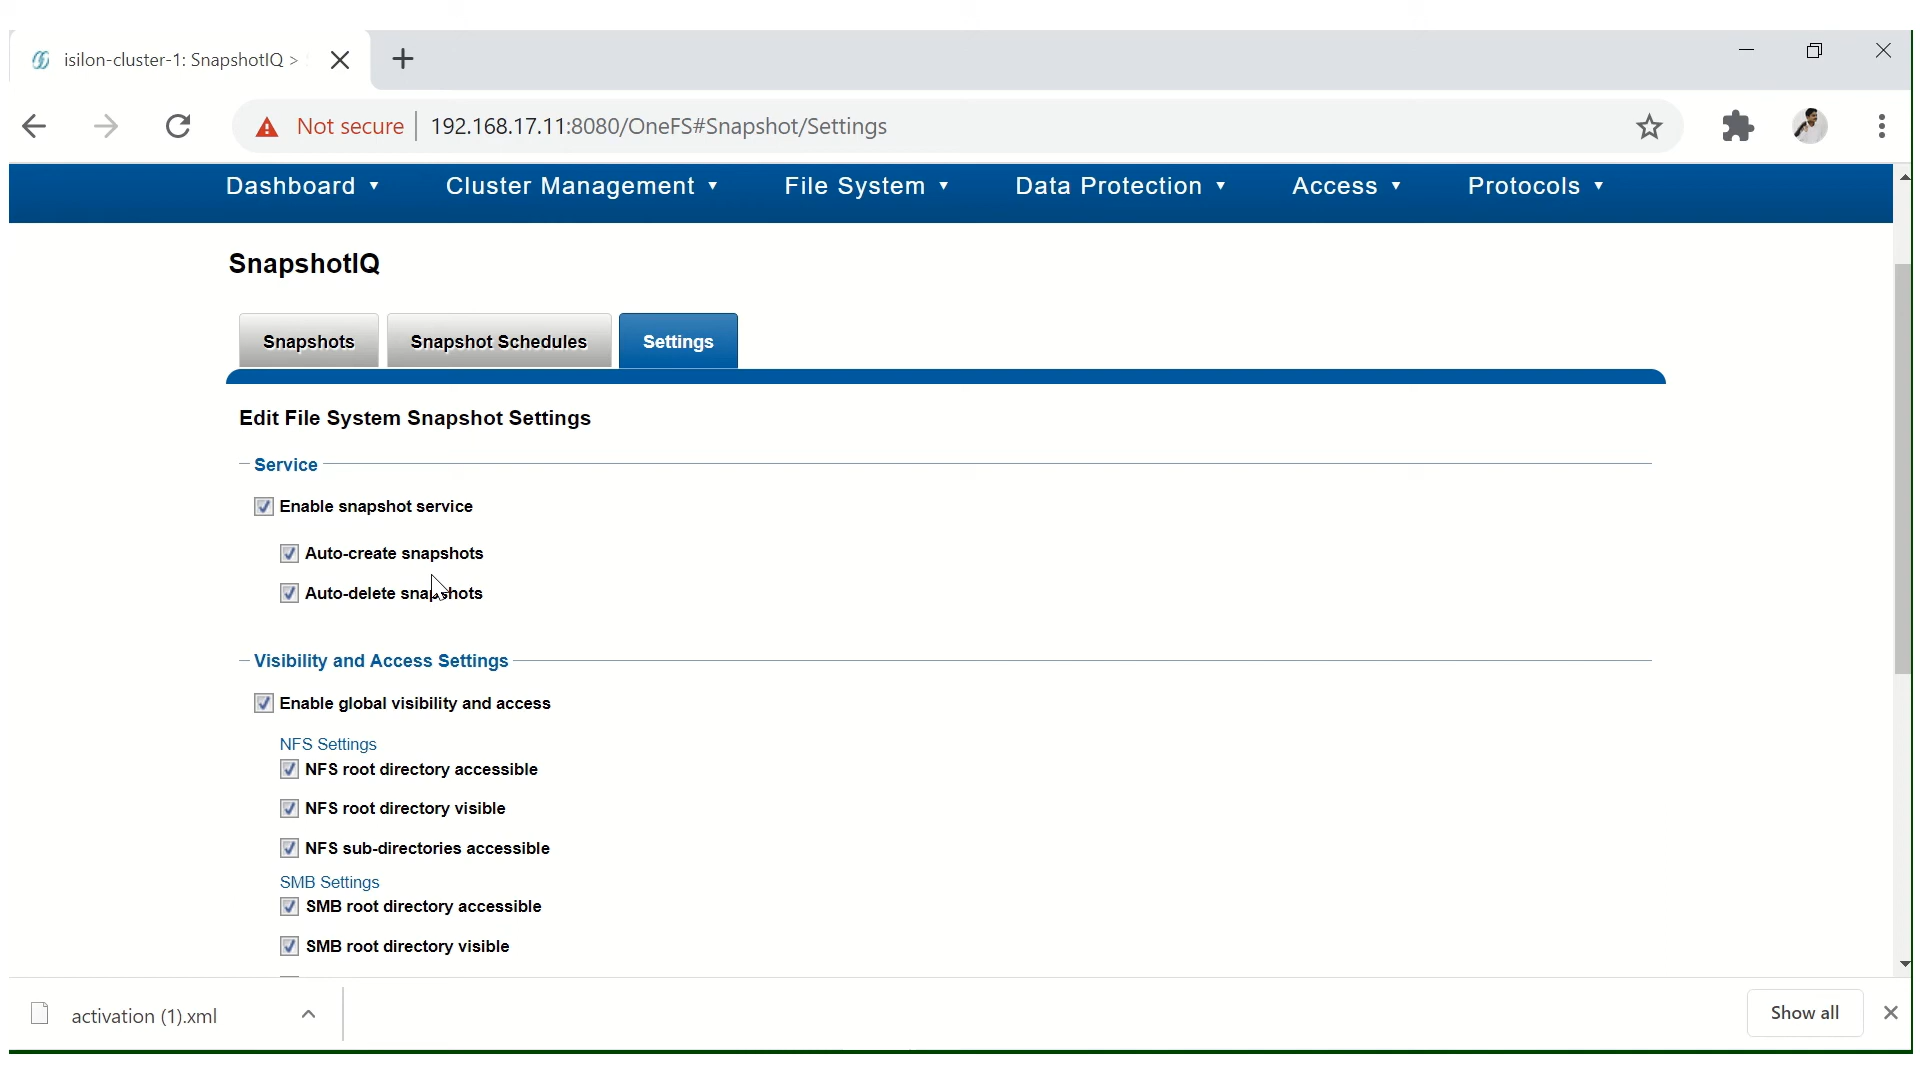 isilon-cluster-1: SnapshotIQ >
Not secure 192.168.17.11:8080/OneFS#Snapshot/Settings
Dashboard Cluster Management File System Data Protection Access Protocols
SnapshotIQ
Snapshots Snapshot Schedules Settings
Edit File System Snapshot Settings
Service
Enable snapshot service
Auto-create snapshots
Auto-delete snapshots
Visibility and Access Settings
Enable global visibility and access
NFS Settings
NFS root directory accessible
NFS root directory visible
NFS sub-directories accessible
SMB Settings
SMB root directory accessible
SMB root directory visible
activation (1).xml Show all